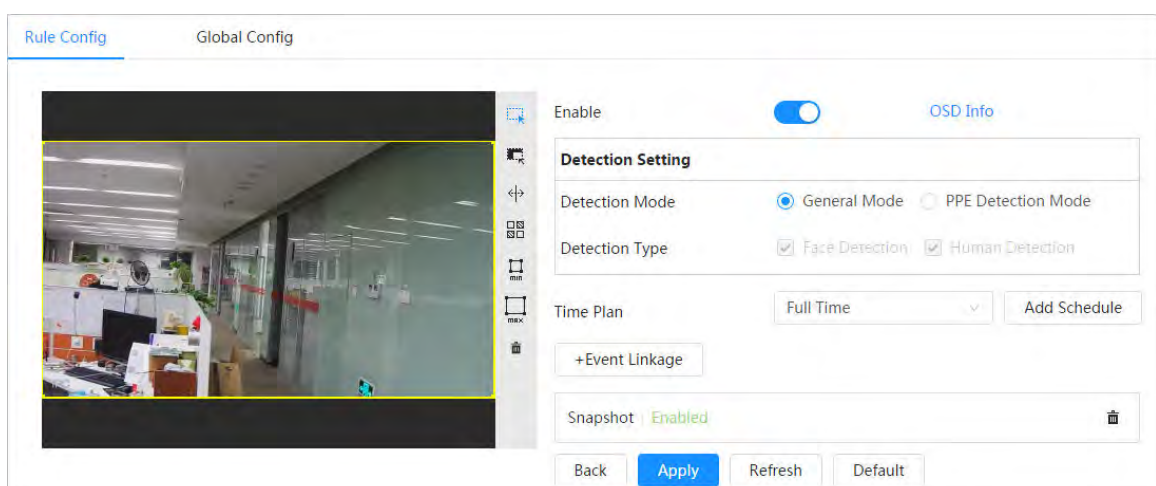 Rule Config Global Config
Enable OSD Info
Detection Setting
Detection Mode General Mode PPE Detection Mode
Detection Type Face Detection Human Detection
min
max
Time Plan Full Time Add Schedule
+Event Linkage
Snapshot Enabled
Back Apply Refresh Default